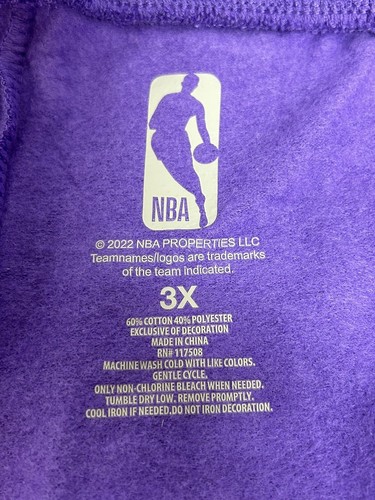 NBA
© 2022 NBA PROPERTIES LLC
Teamnames/logos are trademarks
of the team indicated.
3X
60% COTTON 40% POLYESTER
EXCLUSIVE OF DECORATION
MADE IN CHINA
RN# 117508
MACHINE WASH COLD WITH LIKE COLORS.
GENTLE CYCLE.
ONLY NON-CHLORINE BLEACH WHEN NEEDED.
TUMBLE DRY LOW. REMOVE PROMPTLY.
COOL IRON IF NEEDED.DO NOT IRON DECORATION.